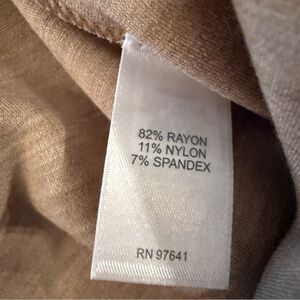 82% RAYON
11% NYLON
7% SPANDEX
RN 97641